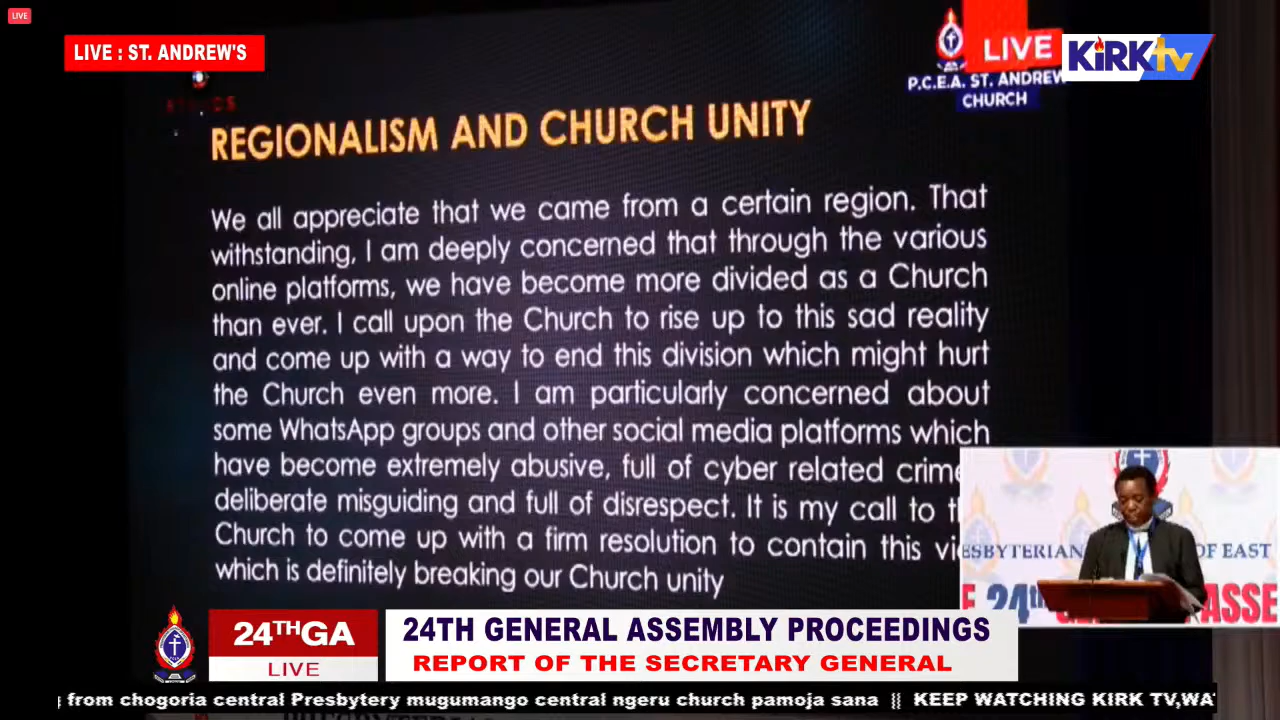 LIVE
LIVE : ST. ANDREW'S
LIVE
KiRKtv
P.C.E.A. ST. ANDREW
CHURCH
REGIONALISM AND CHURCH UNITY
We all appreciate that we came from a certain region. That
withstanding, I am deeply concerned that through the various
online platforms, we have become more divided as a Church
than ever. I call upon the Church to rise up to this sad reality
and come up with a way to end this division which might hurt
the Church even more. I am particularly concerned about
some WhatsApp groups and other social media platforms which
have become extremely abusive, full of cyber related crime
deliberate misguiding and full of disrespect. It is my call to
Church to come up with a firm resolution to contain this
which is definitely breaking our Church unity
ESBYTERIAN OF EAST
24th ASSE
24THGA
LIVE
24TH GENERAL ASSEMBLY PROCEEDINGS
REPORT OF THE SECRETARY GENERAL
from chogoria central Presbytery mugumango central ngeru church pamoja sana || KEEP WATCHING KIRK TV,WA